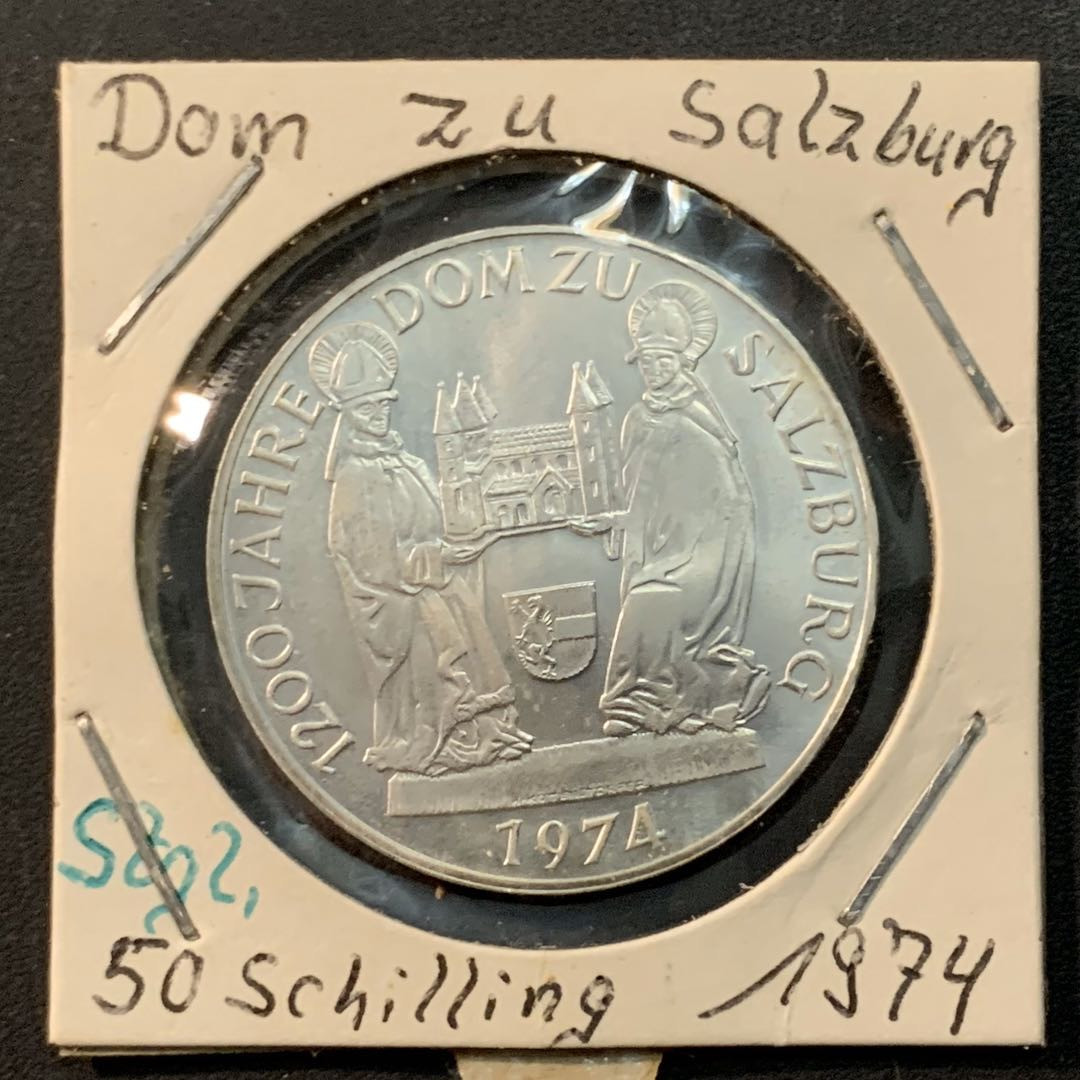 Dom zu Salzburg
1200 JAHRE DOM ZU SALZBURG
1974
Stgl.
50 Schilling 1974